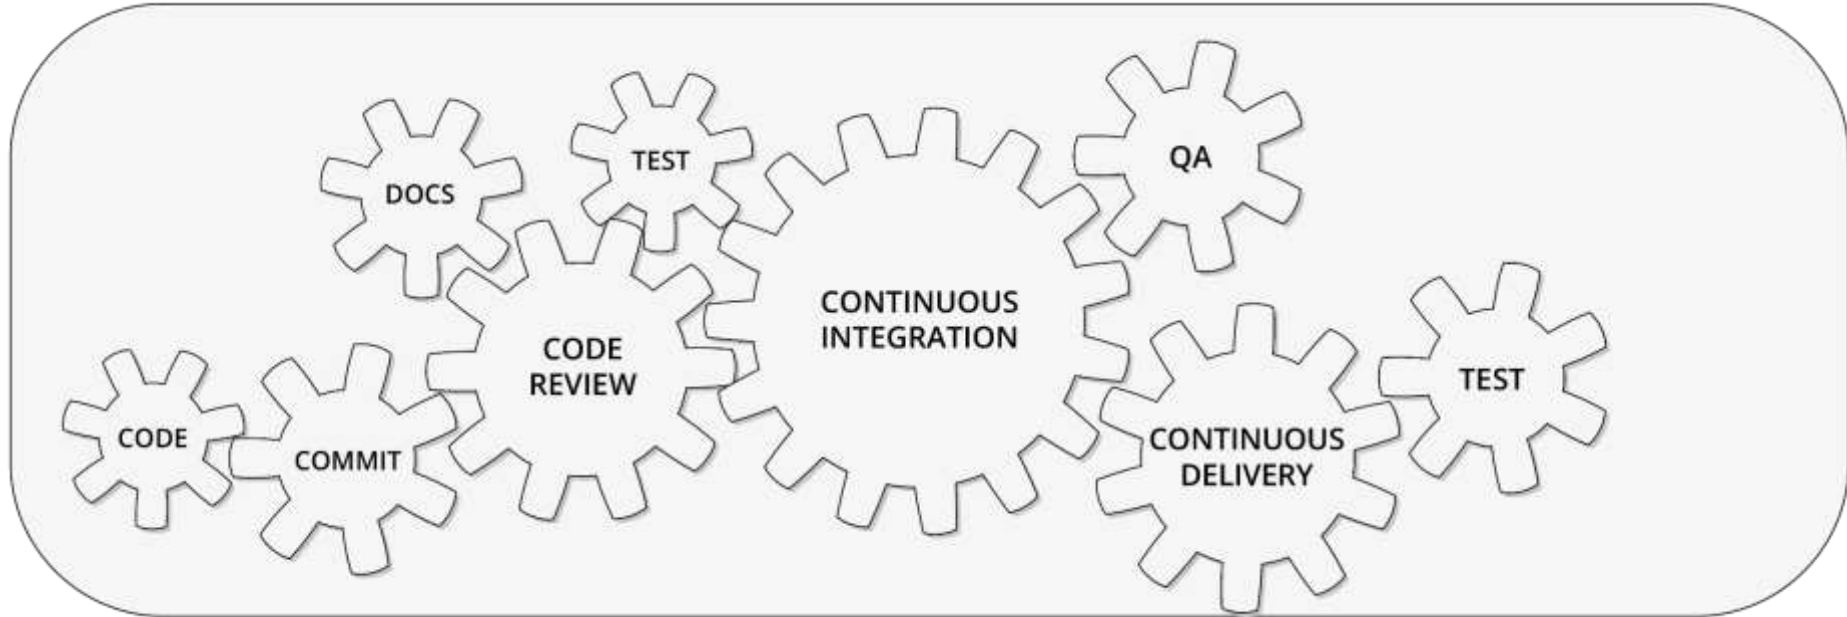 CODE
COMMIT
DOCS
CODE
REVIEW
TEST
CONTINUOUS
INTEGRATION
QA
CONTINUOUS
DELIVERY
TEST